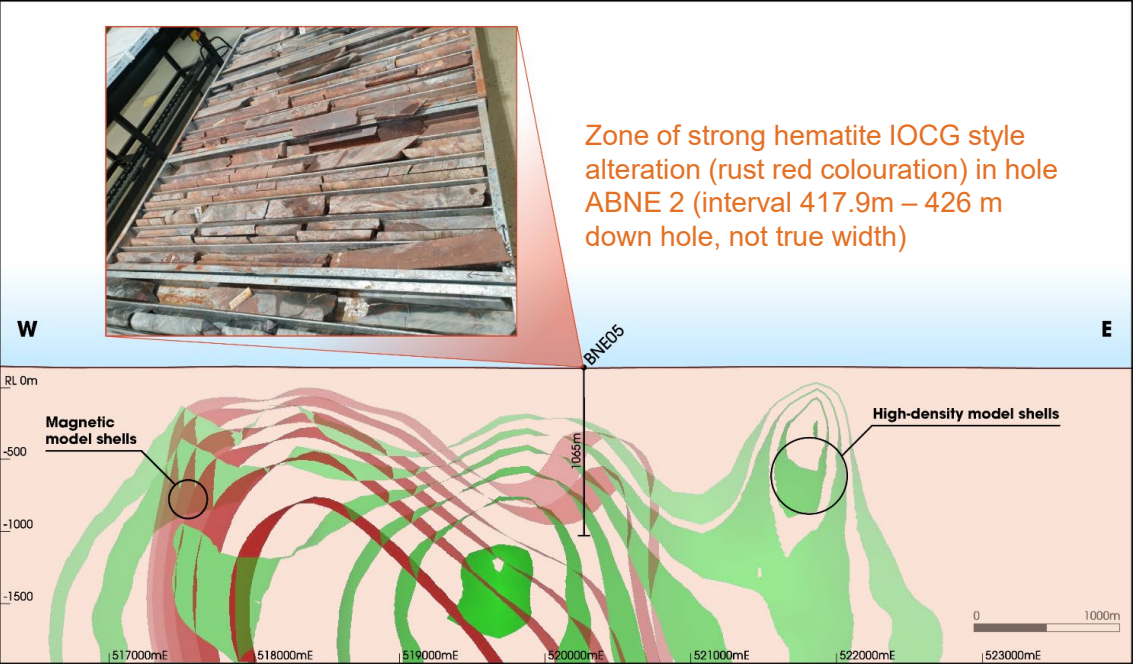 Zone of strong hematite IOCG style
alteration (rust red colouration) in hole
ABNE 2 (interval 417.9m – 426 m
down hole, not true width)
W
BNE05
E
RL 0m
Magnetic
model shells
High-density model shells
-500
1065m
-1000
-1500
0 1000m
517000mE 518000mE 519000mE 520000mE 521000mE 522000mE 523000mE